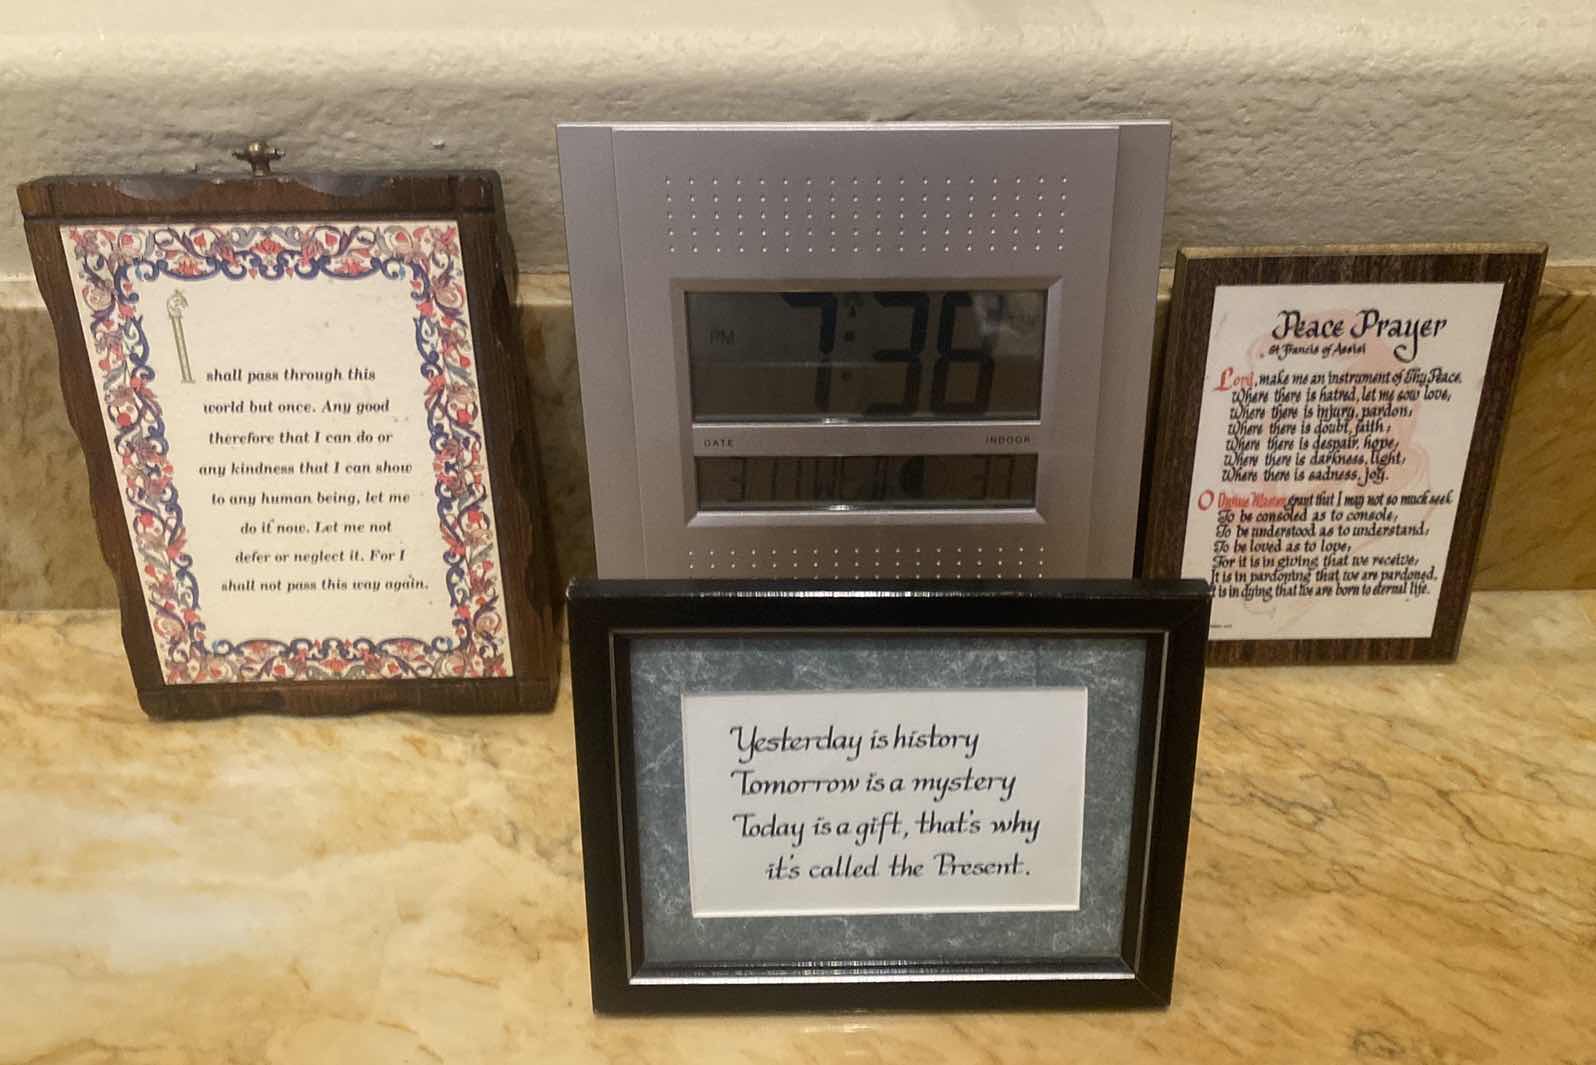 I
shall pass through this
world but once. Any good
therefore that I can do or
any kindness that I can show
to any human being, let me
do it now. Let me not
defer or neglect it. For I
shall not pass this way again.
PM 7:36
DATE INDOOR
Peace Prayer
St Francis of Assisi
Lord, make me an instrument of Thy Peace.
Where there is hatred, let me sow love;
Where there is injury, pardon;
Where there is doubt, faith;
Where there is despair, hope;
Where there is darkness, light;
Where there is sadness, joy.
O Divine Master, grant that I may not so much seek
To be consoled as to console;
To be understood as to understand;
To be loved as to love;
For it is in giving that we receive;
It is in pardoning that we are pardoned,
It is in dying that we are born to eternal life.
Yesterday is history
Tomorrow is a mystery
Today is a gift, that's why
it's called the Present.